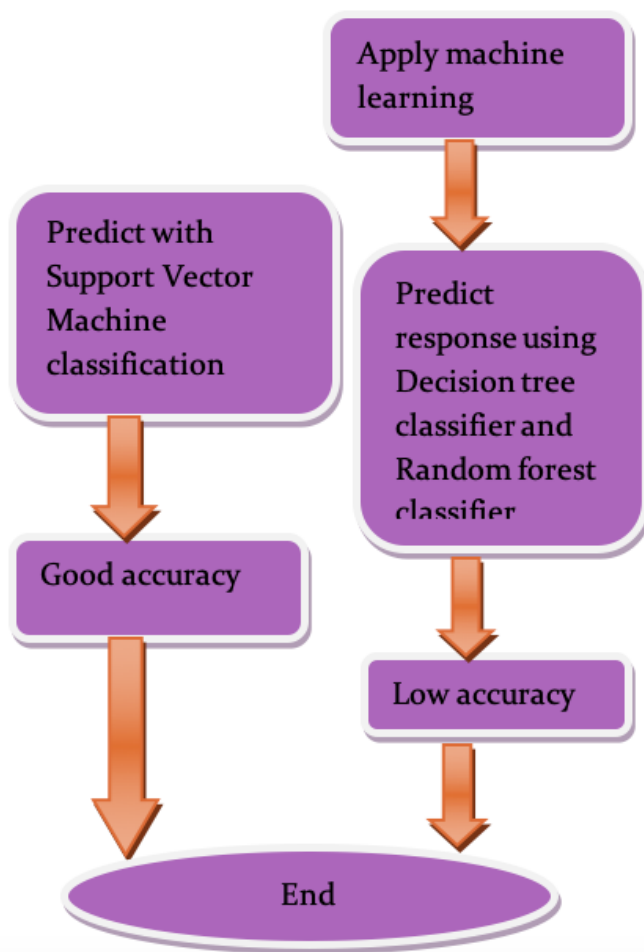 Apply machine
learning
Predict with
Support Vector
Machine
classification
Good accuracy
Predict
response using
Decision tree
classifier and
Random forest
classifier
Low accuracy
End